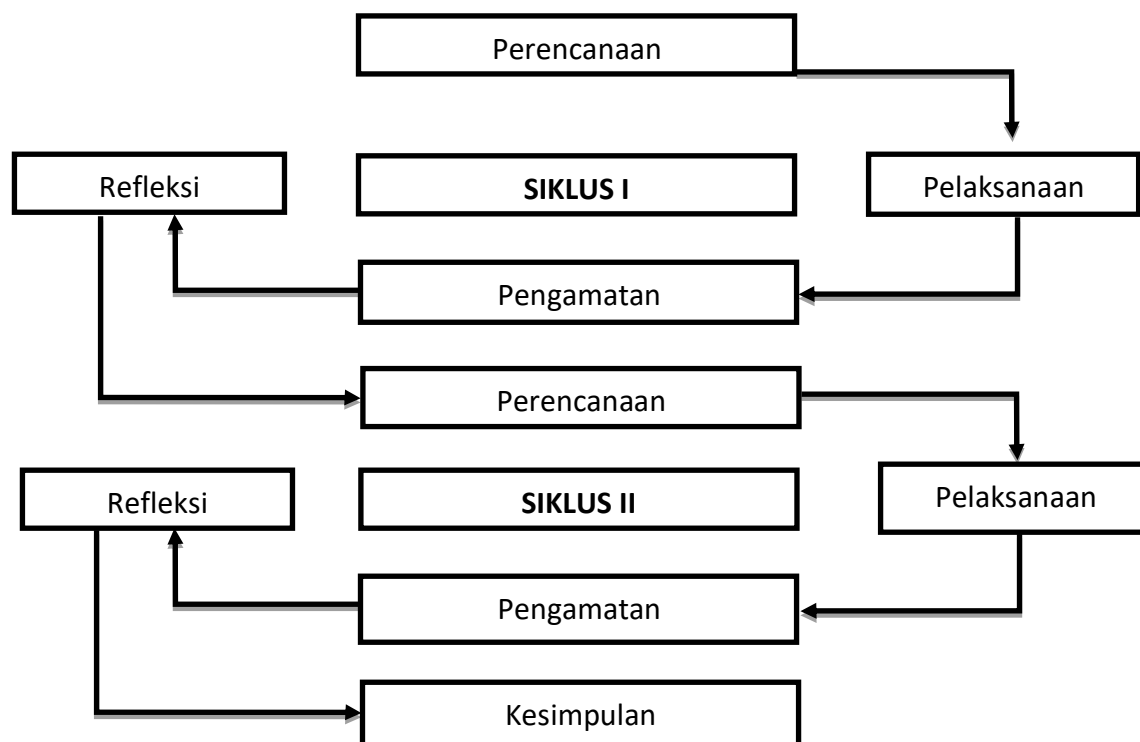 Perencanaan
Refleksi
SIKLUS I
Pelaksanaan
Pengamatan
Perencanaan
Refleksi
SIKLUS II
Pelaksanaan
Pengamatan
Kesimpulan